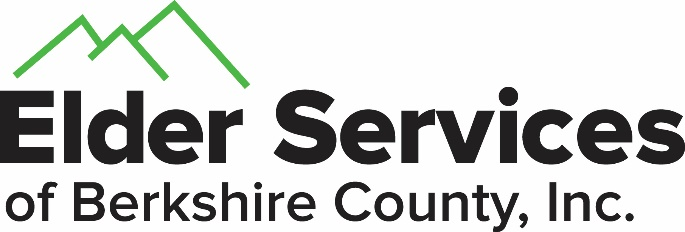 Elder Services
of Berkshire County, Inc.